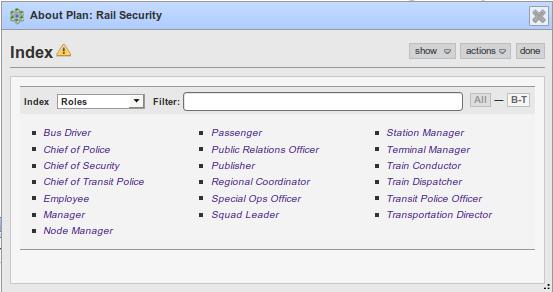 About Plan: Rail Security
Index
show
actions
done
Index Roles Filter: All — B-T
Bus Driver
Chief of Police
Chief of Security
Chief of Transit Police
Employee
Manager
Node Manager
Passenger
Public Relations Officer
Publisher
Regional Coordinator
Special Ops Officer
Squad Leader
Station Manager
Terminal Manager
Train Conductor
Train Dispatcher
Transit Police Officer
Transportation Director